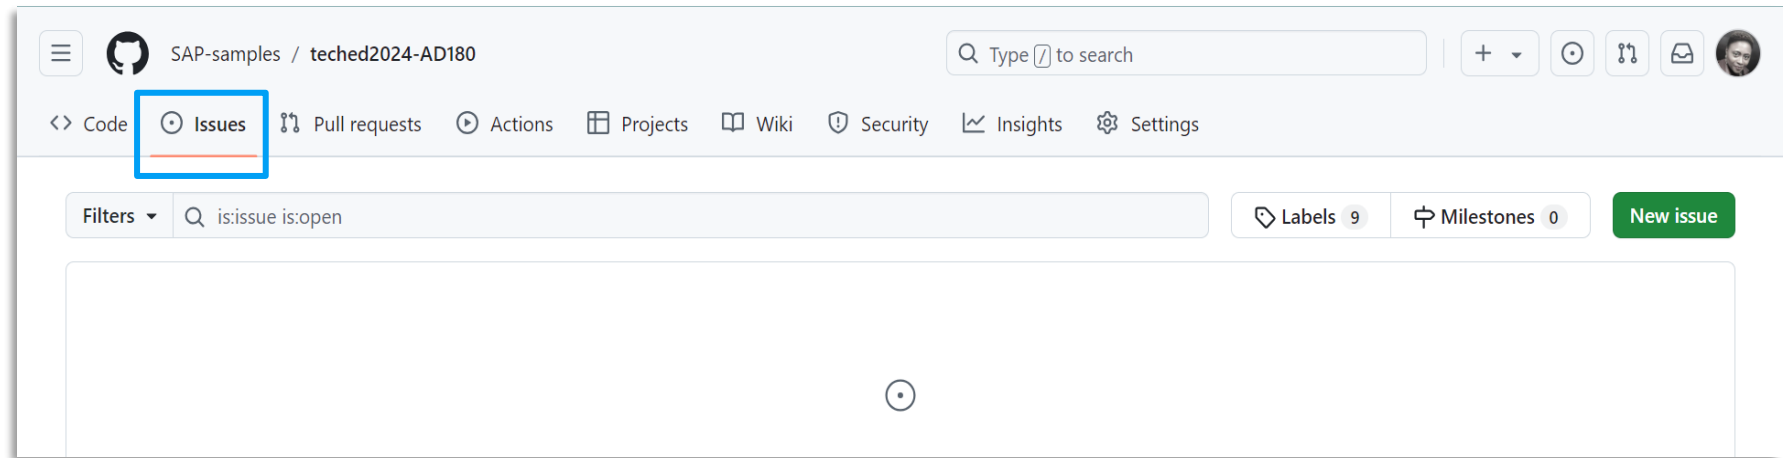 SAP-samples / teched2024-AD180
Type / to search
Code Issues Pull requests Actions Projects Wiki Security Insights Settings
Filters is:issue is:open Labels 9 Milestones 0 New issue